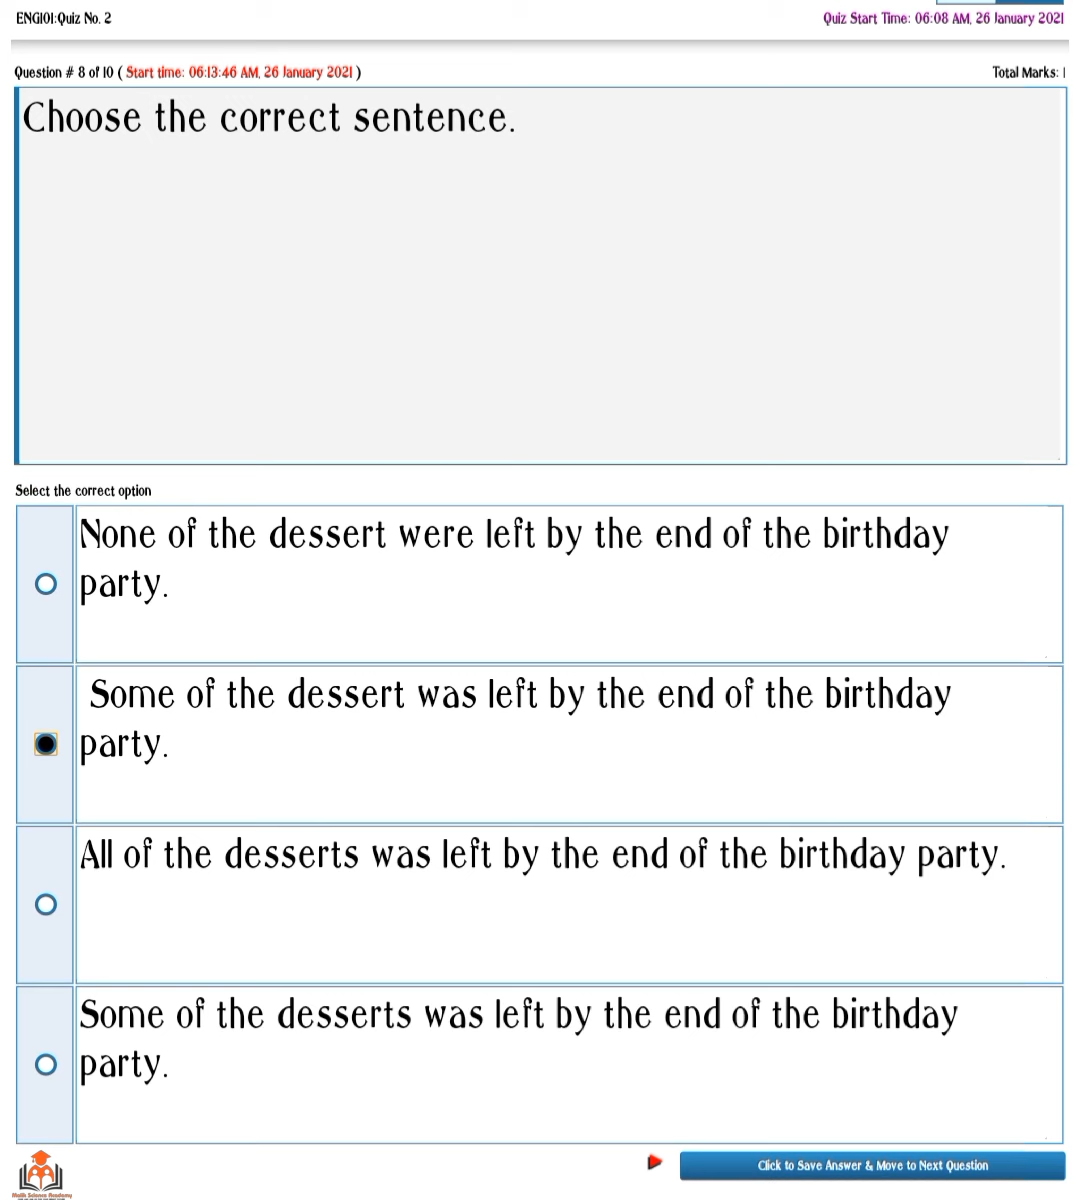 ENG101:Quiz No. 2
Quiz Start Time: 06:08 AM, 26 January 2021
Question # 8 of 10 ( Start time: 06:13:46 AM, 26 January 2021 )
Total Marks: 1
Choose the correct sentence.
Select the correct option
None of the dessert were left by the end of the birthday
party.
Some of the dessert was left by the end of the birthday
party.
All of the desserts was left by the end of the birthday party.
Some of the desserts was left by the end of the birthday
party.
Click to Save Answer & Move to Next Question
Malik Science Academy